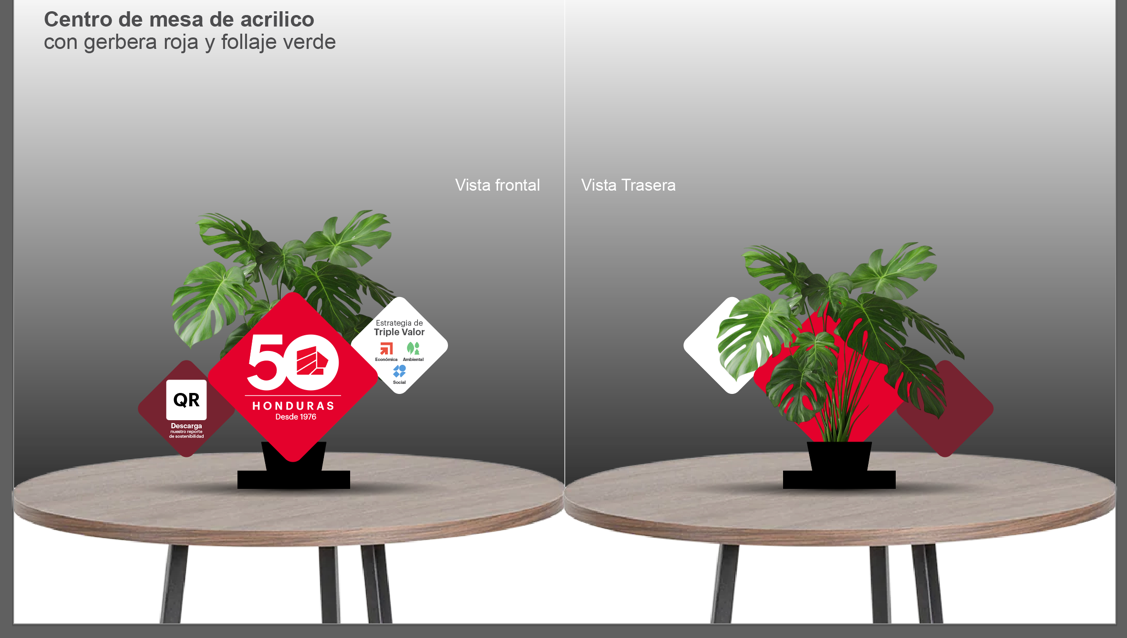 Centro de mesa de acrilico
con gerbera roja y follaje verde
Vista frontal
Vista Trasera
Estrategia de
Triple Valor
Económica
Ambiental
Social
50
HONDURAS
Desde 1976
QR
Descarga
nuestro reporte
de sostenibilidad